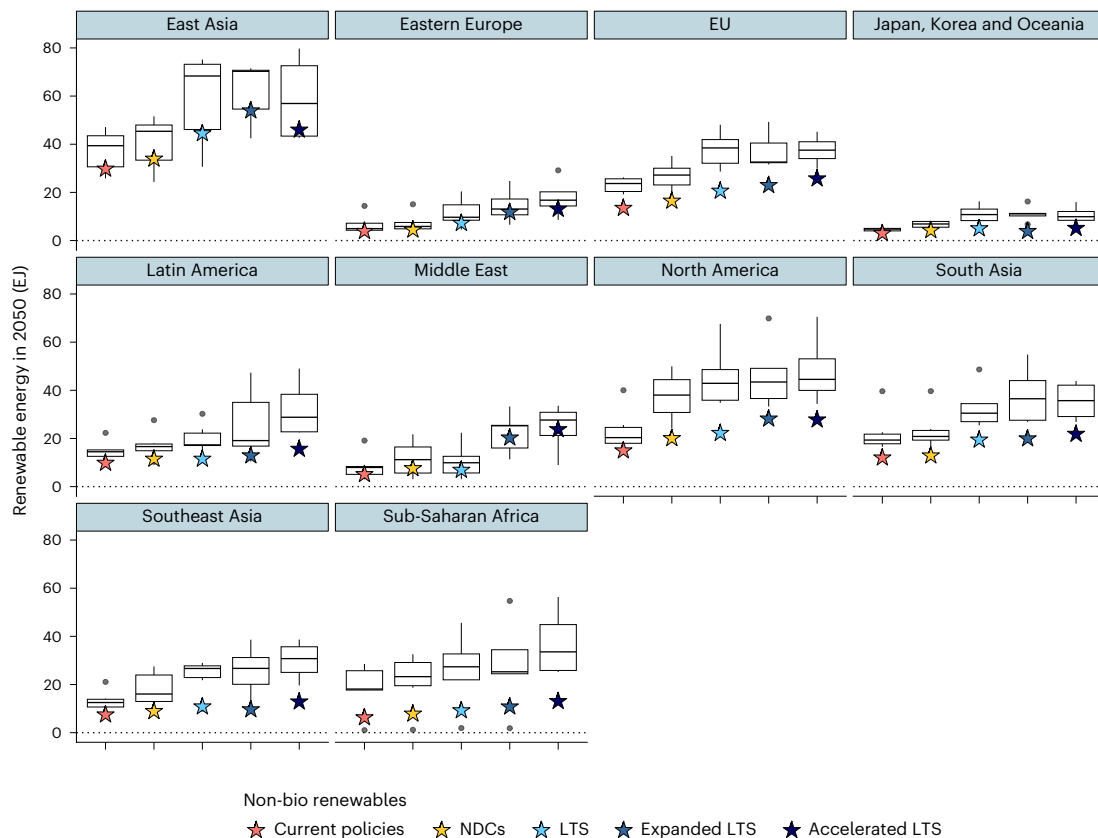 East Asia
Eastern Europe
EU
Japan, Korea and Oceania
80
60
40
20
0
Latin America
Middle East
North America
South Asia
80
60
40
20
0
Renewable energy in 2050 (EJ)
Southeast Asia
Sub-Saharan Africa
80
60
40
20
0
Non-bio renewables
Current policies NDCs LTS Expanded LTS Accelerated LTS